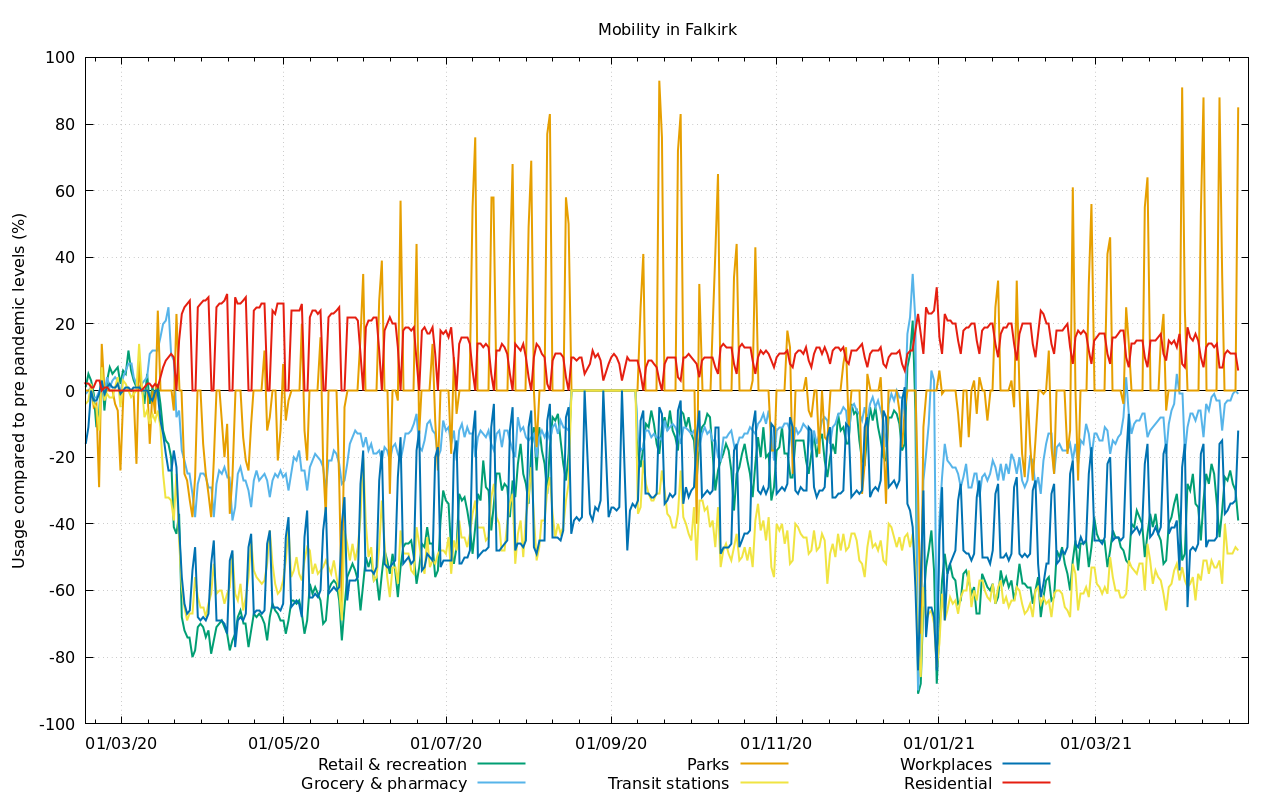 Mobility in Falkirk
Usage compared to pre pandemic levels (%)
100
80
60
40
20
0
-20
-40
-60
-80
-100
01/03/20 01/05/20 01/07/20 01/09/20 01/11/20 01/01/21 01/03/21
Retail & recreation Parks Workplaces
Grocery & pharmacy Transit stations Residential